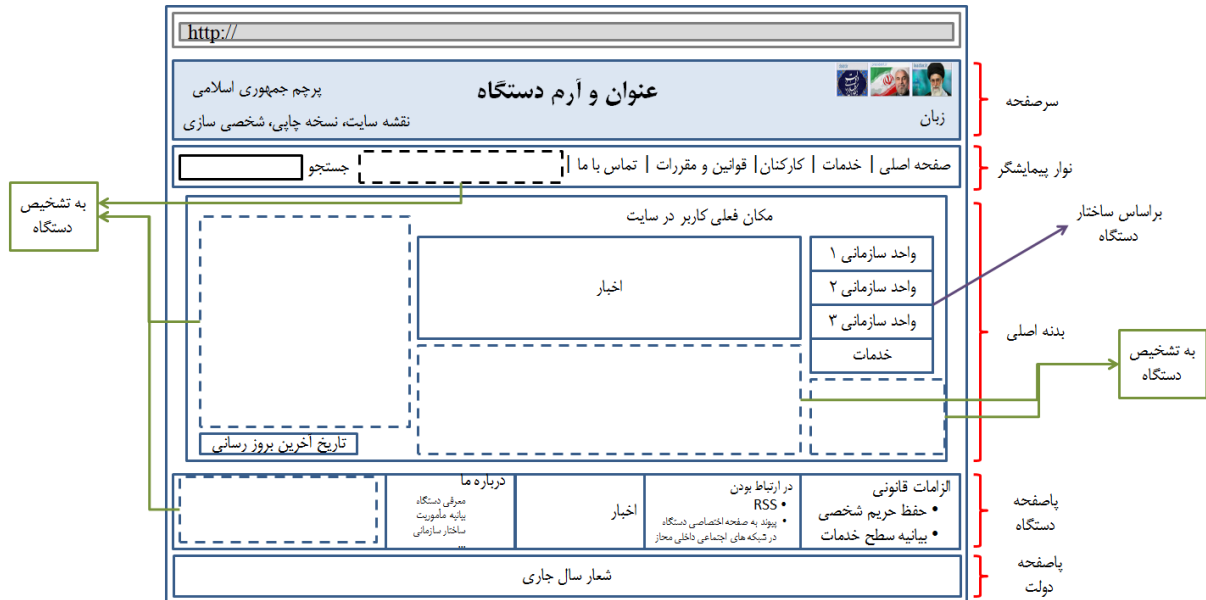 http://
عنوان و آرم دستگاه
پرچم جمهوری اسلامی
زبان
نقشه سایت، نسخه چاپی، شخصی سازی
سرصفحه
صفحه اصلی | خدمات | کارکنان | قوانین و مقررات | تماس با ما |
جستجو
نوار پیمایشگر
به تشخیص
دستگاه
مکان فعلی کاربر در سایت
براساس ساختار
دستگاه
واحد سازمانی ۱
واحد سازمانی ۲
واحد سازمانی ۳
خدمات
اخبار
بدنه اصلی
به تشخیص
دستگاه
تاریخ آخرین بروز رسانی
الزامات قانونی
• حفظ حریم شخصی
• بیانیه سطح خدمات
در ارتباط بودن
• RSS
• پیوند به صفحه اختصاصی دستگاه
در شبکه های اجتماعی داخلی مجاز
اخبار
درباره ما
معرفی دستگاه
بیانیه مأموریت
ساختار سازمانی
...
پاصفحه
دستگاه
شعار سال جاری
پاصفحه
دولت